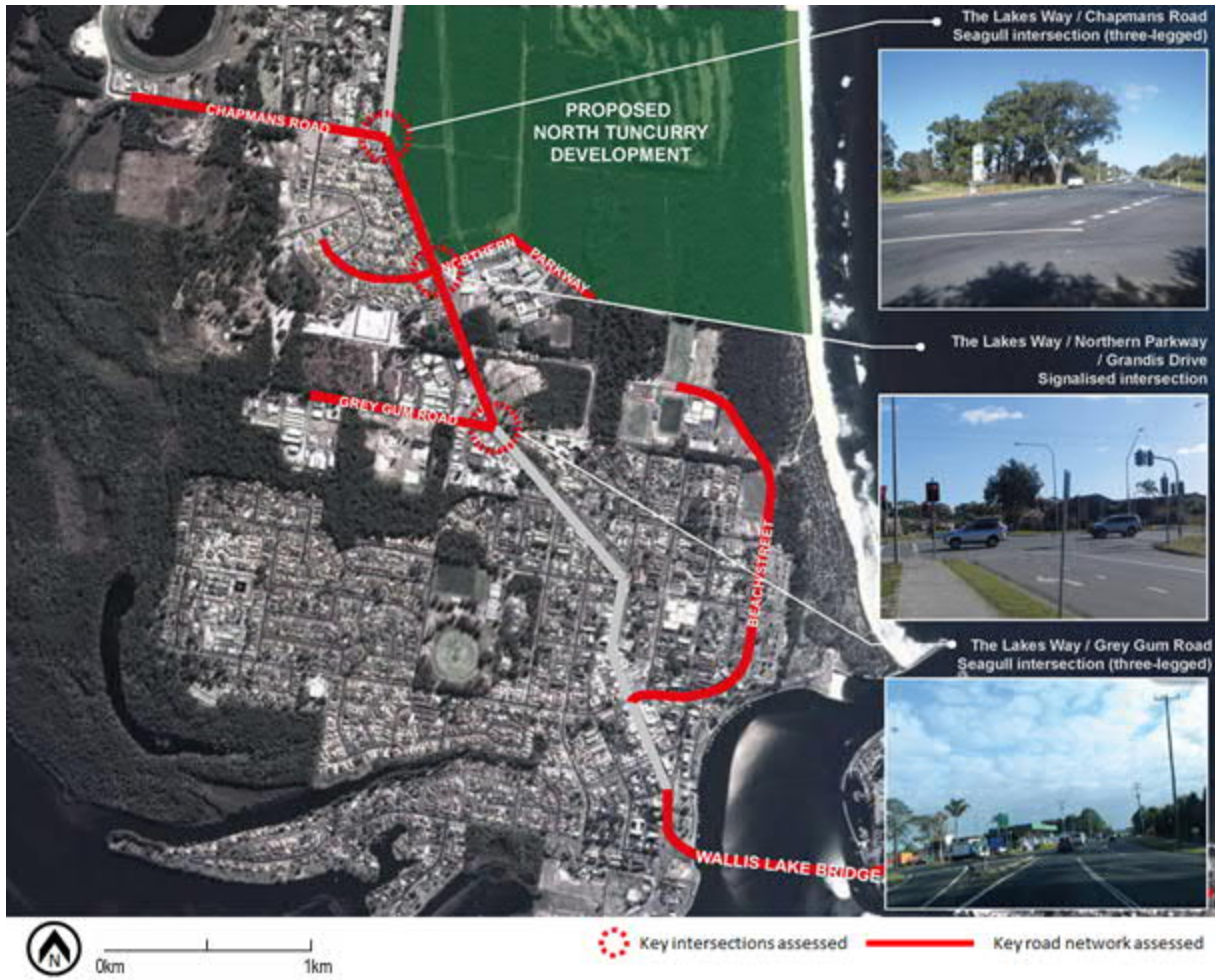 The Lakes Way / Chapmans Road
Seagull intersection (three-legged)
CHAPMANS ROAD
PROPOSED
NORTH TUNCURRY
DEVELOPMENT
NORTHERN
PARKWAY
The Lakes Way / Northern Parkway
/ Grandis Drive
Signalised intersection
GREY GUM ROAD
BEACH STREET
The Lakes Way / Grey Gum Road
Seagull intersection (three-legged)
WALLIS LAKE BRIDGE
N
0km
1km
Key intersections assessed
Key road network assessed